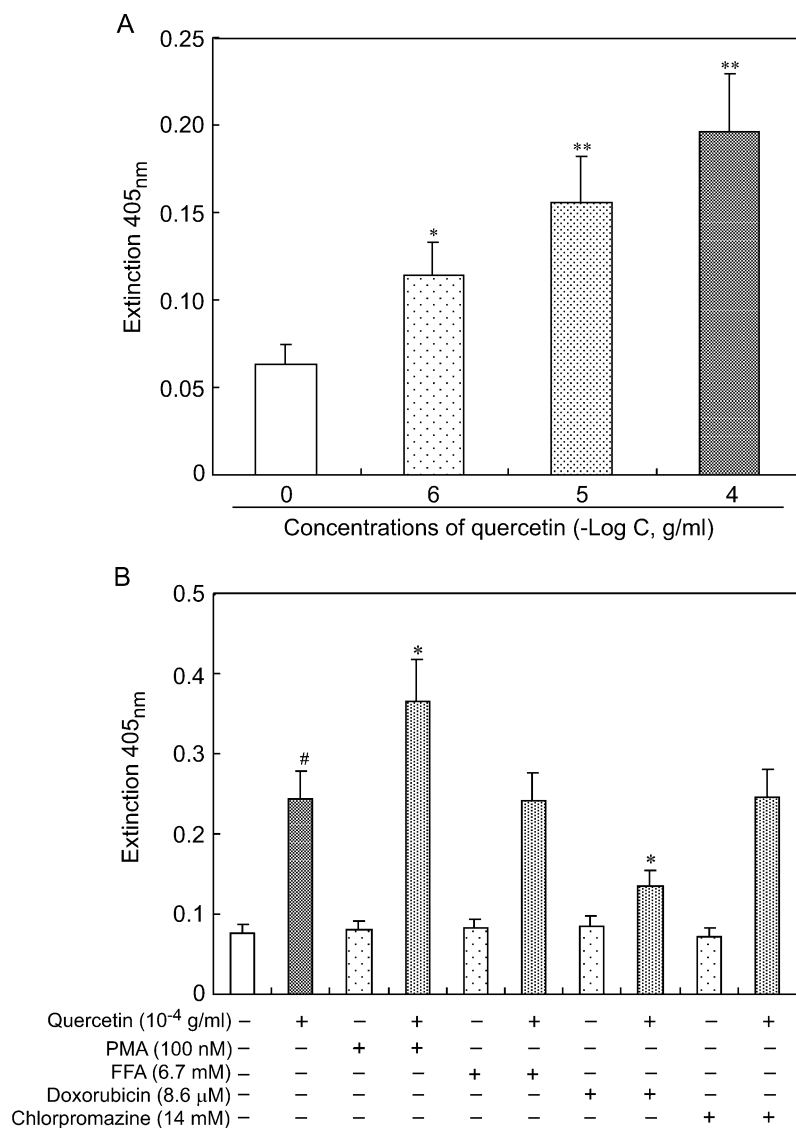 A
0.25
0.20
0.15
0.10
0.05
0
Extinction 405nm
*
**
**
0 6 5 4
Concentrations of quercetin (-Log C, g/ml)
B
0.5
0.4
0.3
0.2
0.1
0
Extinction 405nm
#
*
*
Quercetin (10-4 g/ml) – + – + – + – + – +
PMA (100 nM) – – + + – – – – – –
FFA (6.7 mM) – – – – + + – – – –
Doxorubicin (8.6 μM) – – – – – – + + – –
Chlorpromazine (14 mM) – – – – – – – – + +